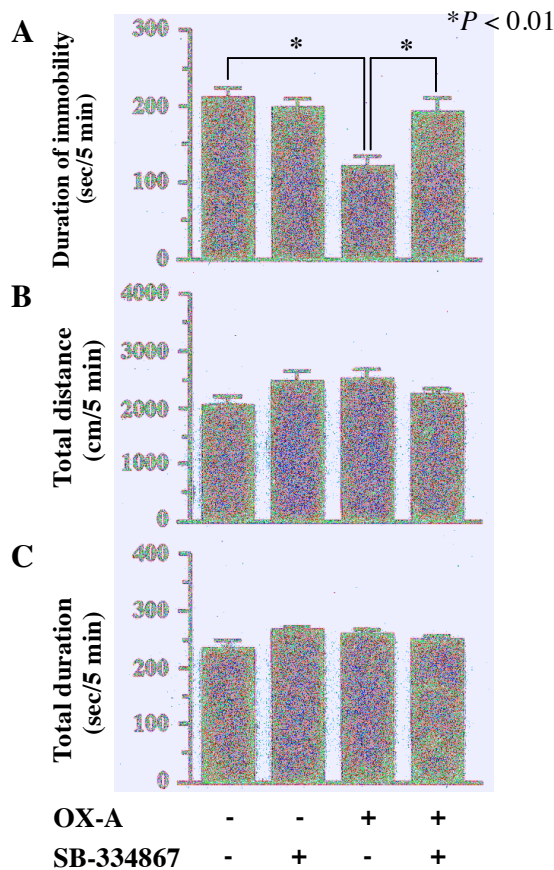 *P < 0.01
A
* *
Duration of immobility
(sec/5 min)
300
200
100
0
B
Total distance
(cm/5 min)
4000
3000
2000
1000
0
C
Total duration
(sec/5 min)
400
300
200
100
0
OX-A - - + +
SB-334867 - + - +